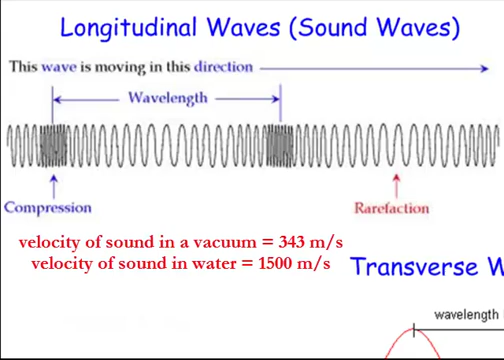 Longitudinal Waves (Sound Waves)
This wave is moving in this direction
Wavelength
Compression
Rarefaction
velocity of sound in a vacuum = 343 m/s
velocity of sound in water = 1500 m/s
Transverse W
wavelength